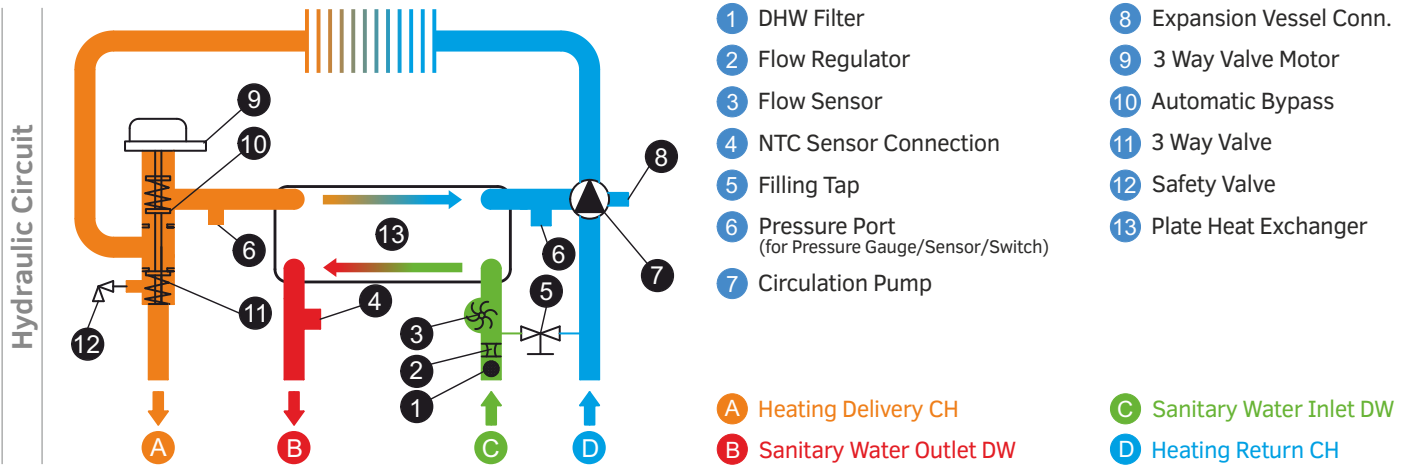 Hydraulic Circuit
9
10
8
6
13
6
7
5
4
11
3
12
2
1
A
B
C
D
1 DHW Filter
2 Flow Regulator
3 Flow Sensor
4 NTC Sensor Connection
5 Filling Tap
6 Pressure Port
(for Pressure Gauge/Sensor/Switch)
7 Circulation Pump
8 Expansion Vessel Conn.
9 3 Way Valve Motor
10 Automatic Bypass
11 3 Way Valve
12 Safety Valve
13 Plate Heat Exchanger
A Heating Delivery CH
B Sanitary Water Outlet DW
C Sanitary Water Inlet DW
D Heating Return CH